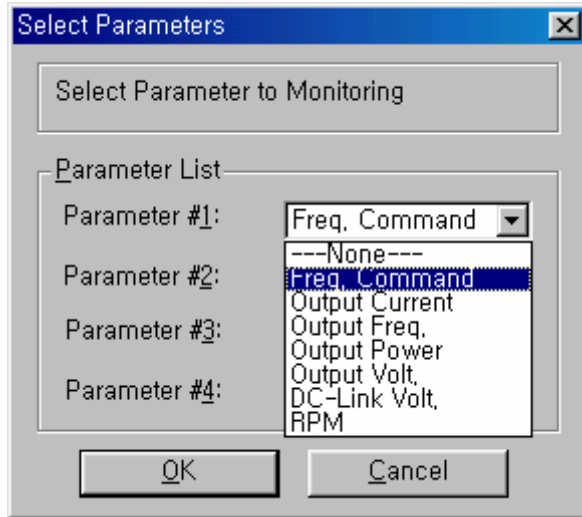 Select Parameters
Select Parameter to Monitoring
Parameter List
Parameter #1:
Freq. Command
---None---
Freq. Command
Output Current
Output Freq.
Output Power
Output Volt.
DC-Link Volt.
RPM
Parameter #2:
Parameter #3:
Parameter #4:
OK
Cancel